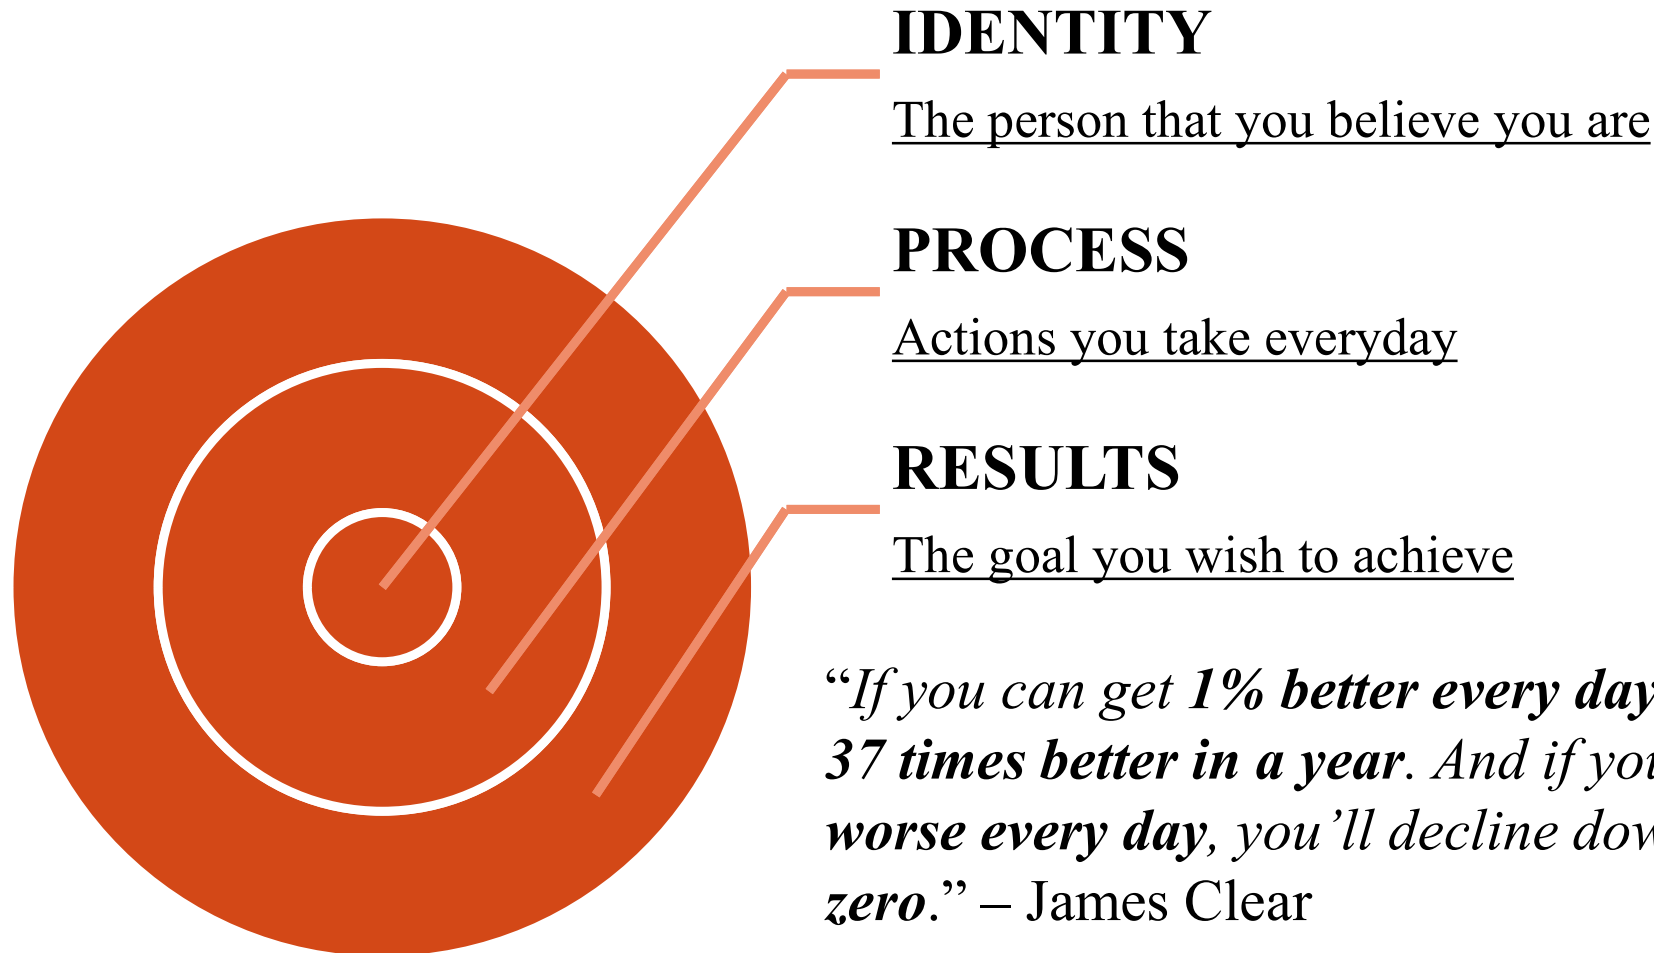 IDENTITY
The person that you believe you are
PROCESS
Actions you take everyday
RESULTS
The goal you wish to achieve
“If you can get 1% better every day
37 times better in a year. And if you
worse every day, you’ll decline dow
zero.” – James Clear